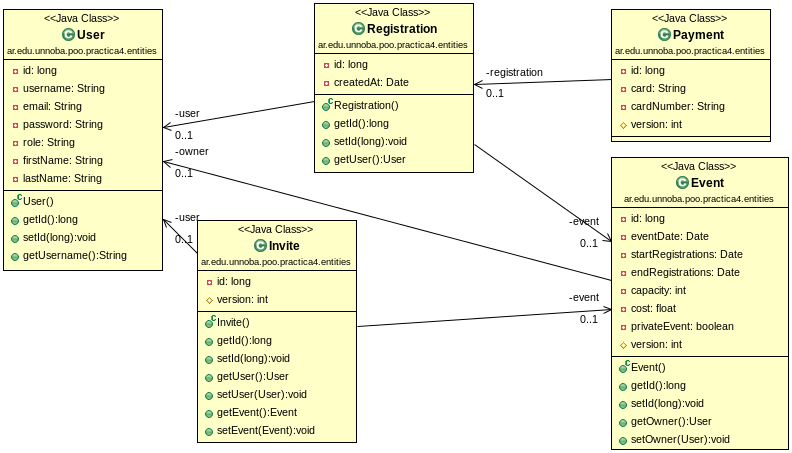 <<Java Class>>
User
ar.edu.unnoba.poo.practica4.entities
id: long
username: String
email: String
password: String
role: String
firstName: String
lastName: String
User()
getId():long
setId(long):void
getUsername():String
<<Java Class>>
Registration
ar.edu.unnoba.poo.practica4.entities
id: long
createdAt: Date
Registration()
getId():long
setId(long):void
getUser():User
<<Java Class>>
Payment
ar.edu.unnoba.poo.practica4.entities
id: long
card: String
cardNumber: String
version: int
-registration
0..1
-user
0..1
-owner
0..1
-user
0..1
<<Java Class>>
Invite
ar.edu.unnoba.poo.practica4.entities
id: long
version: int
Invite()
getId():long
setId(long):void
getUser():User
setUser(User):void
getEvent():Event
setEvent(Event):void
-event
0..1
-event
0..1
<<Java Class>>
Event
ar.edu.unnoba.poo.practica4.entities
id: long
eventDate: Date
startRegistrations: Date
endRegistrations: Date
capacity: int
cost: float
privateEvent: boolean
version: int
Event()
getId():long
setId(long):void
getOwner():User
setOwner(User):void